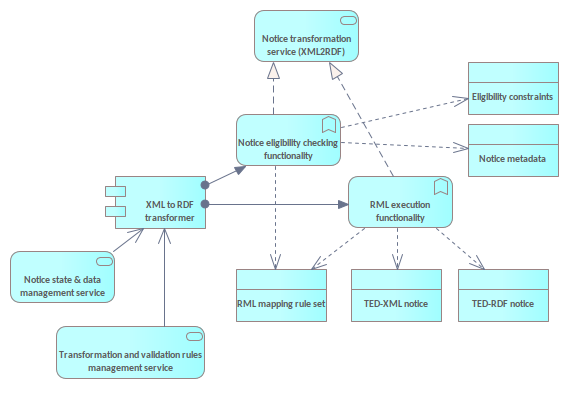 Notice transformation
service (XML2RDF)
Eligibility constraints
Notice eligibility checking
functionality
Notice metadata
XML to RDF
transformer
RML execution
functionality
Notice state & data
management service
RML mapping rule set
TED-XML notice
TED-RDF notice
Transformation and validation rules
management service